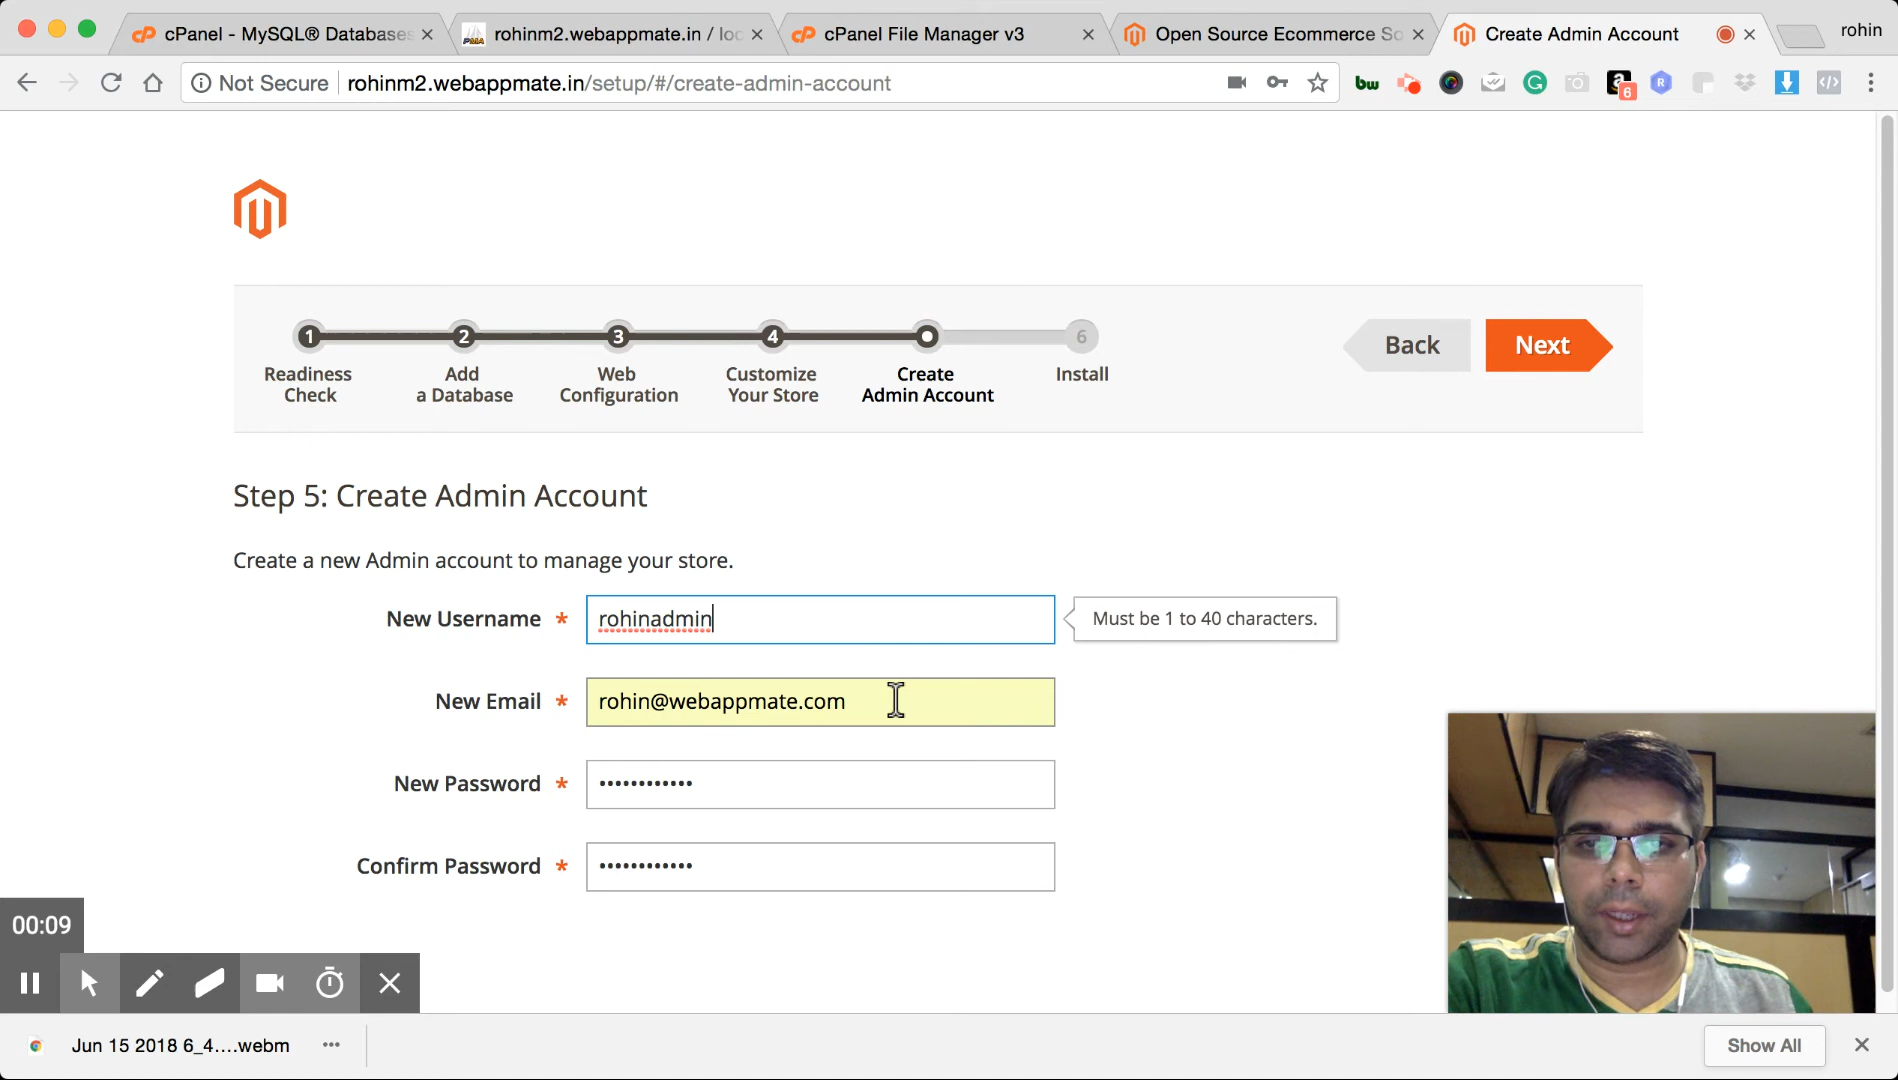 cPanel - MySQL® Databases
rohinm2.webappmate.in / loc
cPanel File Manager v3
Open Source Ecommerce So
Create Admin Account
rohin
Not Secure
rohinm2.webappmate.in/setup/#/create-admin-account
bw
G
a
6
R
</>
1
2
3
4
6
Readiness Check
Add a Database
Web Configuration
Customize Your Store
Create Admin Account
Install
Back
Next
Step 5: Create Admin Account
Create a new Admin account to manage your store.
New Username *
rohinadmin
Must be 1 to 40 characters.
New Email *
rohin@webappmate.com
New Password *
••••••••••••
Confirm Password *
••••••••••••
00:09
Jun 15 2018 6_4....webm
Show All